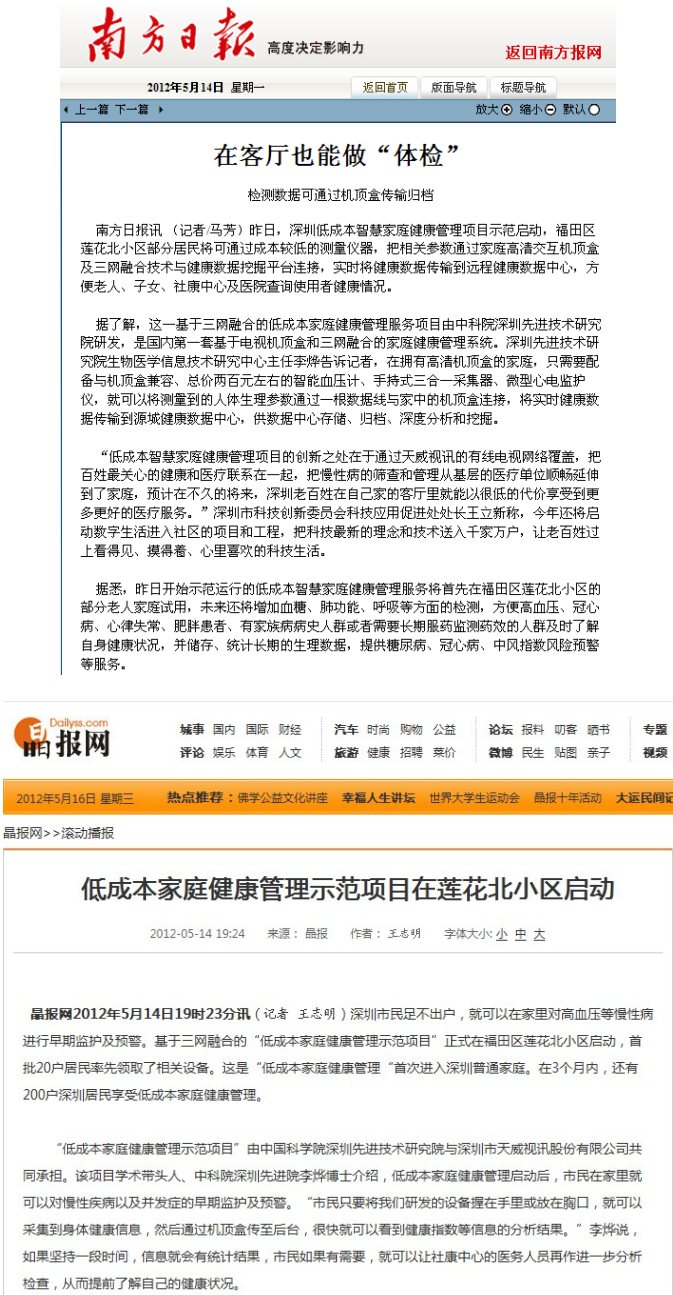 南方日报 高度决定影响力 返回南方报网
2012年5月14日 星期一 返回首页 版面导航 标题导航
上一篇 下一篇 放大 缩小 默认
在客厅也能做“体检”
检测数据可通过机顶盒传输归档
南方日报讯 （记者/马芳）昨日，深圳低成本智慧家庭健康管理项目示范启动，福田区
莲花北小区部分居民将可通过成本较低的测量仪器，把相关参数通过家庭高清交互机顶盒
及三网融合技术与健康数据挖掘平台连接，实时将健康数据传输到远程健康数据中心，方
便老人、子女、社康中心及医院查询使用者健康情况。
据了解，这一基于三网融合的低成本家庭健康管理服务项目由中科院深圳先进技术研究
院研发，是国内第一套基于电视机顶盒和三网融合的家庭健康管理系统。深圳先进技术研
究院生物医学信息技术研究中心主任李烨告诉记者，在拥有高清机顶盒的家庭，只需要配
备与机顶盒兼容、总价两百元左右的智能血压计、手持式三合一采集器、微型心电监护
仪，就可以将测量到的人体生理参数通过一根数据线与家中的机顶盒连接，将实时健康数
据传输到源域健康数据中心，供数据中心存储、归档、深度分析和挖掘。
“低成本智慧家庭健康管理项目的创新之处在于通过天威视讯的有线电视网络覆盖，把
百姓最关心的健康和医疗联系在一起，把慢性病的筛查和管理从基层的医疗单位顺畅延伸
到了家庭，预计在不久的将来，深圳老百姓在自己家的客厅里就能以很低的代价享受到更
多更好的医疗服务。”深圳市科技创新委员会科技应用促进处处长王立新称，今年还将启
动数字生活进入社区的项目和工程，把科技最新的理念和技术送入千家万户，让老百姓过
上看得见、摸得着、心里喜欢的科技生活。
据悉，昨日开始示范运行的低成本智慧家庭健康管理服务将首先在福田区莲花北小区的
部分老人家庭试用，未来还将增加血糖、肺功能、呼吸等方面的检测，方便高血压、冠心
病、心律失常、肥胖患者、有家族病病史人群或者需要长期服药监测药效的人群及时了解
自身健康状况，并储存、统计长期的生理数据，提供糖尿病、冠心病、中风指数风险预警
等服务。
Dailyss.com
晶报网
城事 国内 国际 财经 汽车 时尚 购物 公益 论坛 报料 叨客 晒书 专题
评论 娱乐 体育 人文 旅游 健康 招聘 菜价 微博 民生 贴图 亲子 视频
2012年5月16日 星期三 热点推荐：佛学公益文化讲座 幸福人生讲坛 世界大学生运动会 晶报十年活动 大运民间记
晶报网>>滚动播报
低成本家庭健康管理示范项目在莲花北小区启动
2012-05-14 19:24 来源： 晶报 作者： 王志明 字体大小: 小 中 大
晶报网2012年5月14日19时23分讯（记者 王志明）深圳市民足不出户，就可以在家里对高血压等慢性病
进行早期监护及预警。基于三网融合的“低成本家庭健康管理示范项目”正式在福田区莲花北小区启动，首
批20户居民率先领取了相关设备。这是“低成本家庭健康管理“首次进入深圳普通家庭。在3个月内，还有
200户深圳居民享受低成本家庭健康管理。
“低成本家庭健康管理示范项目”由中国科学院深圳先进技术研究院与深圳市天威视讯股份有限公司共
同承担。该项目学术带头人、中科院深圳先进院李烨博士介绍，低成本家庭健康管理启动后，市民在家里就
可以对慢性疾病以及并发症的早期监护及预警。“市民只要将我们研发的设备握在手里或放在胸口，就可以
采集到身体健康信息，然后通过机顶盒传至后台，很快就可以看到健康指数等信息的分析结果。”李烨说，
如果坚持一段时间，信息就会有统计结果，市民如果有需要，就可以让社康中心的医务人员再作进一步分析
检查，从而提前了解自己的健康状况。